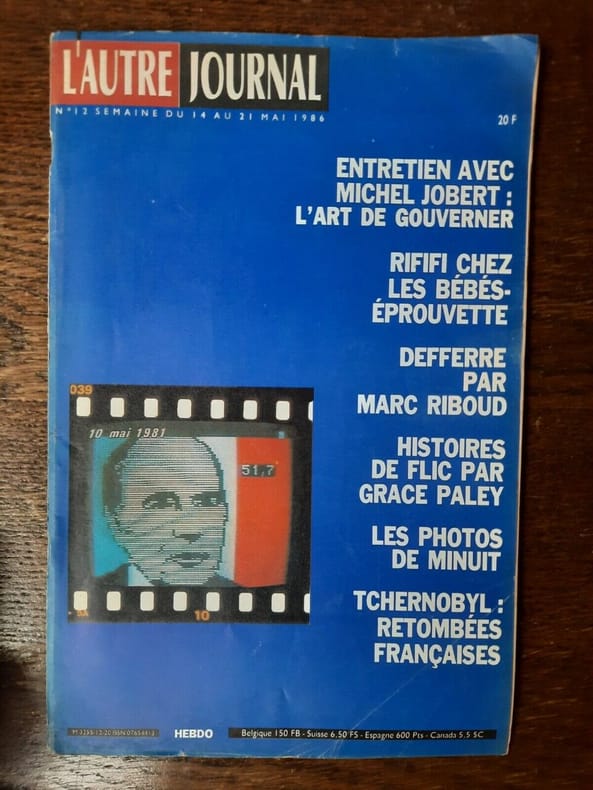 L'AUTRE JOURNAL
N°12 SEMAINE DU 14 AU 21 MAI 1986
20 F
ENTRETIEN AVEC
MICHEL JOBERT :
L'ART DE GOUVERNER
RIFIFI CHEZ
LES BÉBÉS-
ÉPROUVETTE
DEFFERRE
PAR
MARC RIBOUD
HISTOIRES
DE FLIC PAR
GRACE PALEY
LES PHOTOS
DE MINUIT
TCHERNOBYL :
RETOMBÉES
FRANÇAISES
039
10 mai 1981
51,7
10
HEBDO
Belgique 150 FB - Suisse 6,50 FS - Espagne 600 Pts - Canada 5,5 $C